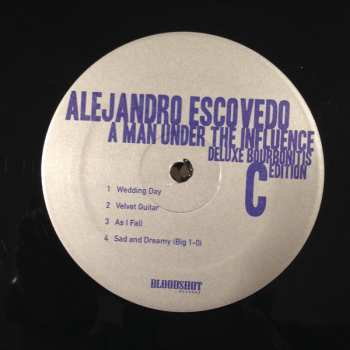 ALEJANDRO ESCOVEDO
A MAN UNDER THE INFLUENCE
DELUXE BOURBONITIS
EDITION
C
1 Wedding Day
2 Velvet Guitar
3 As I Fall
4 Sad and Dreamy (Big 1-0)
BLOODSHOT
RECORDS